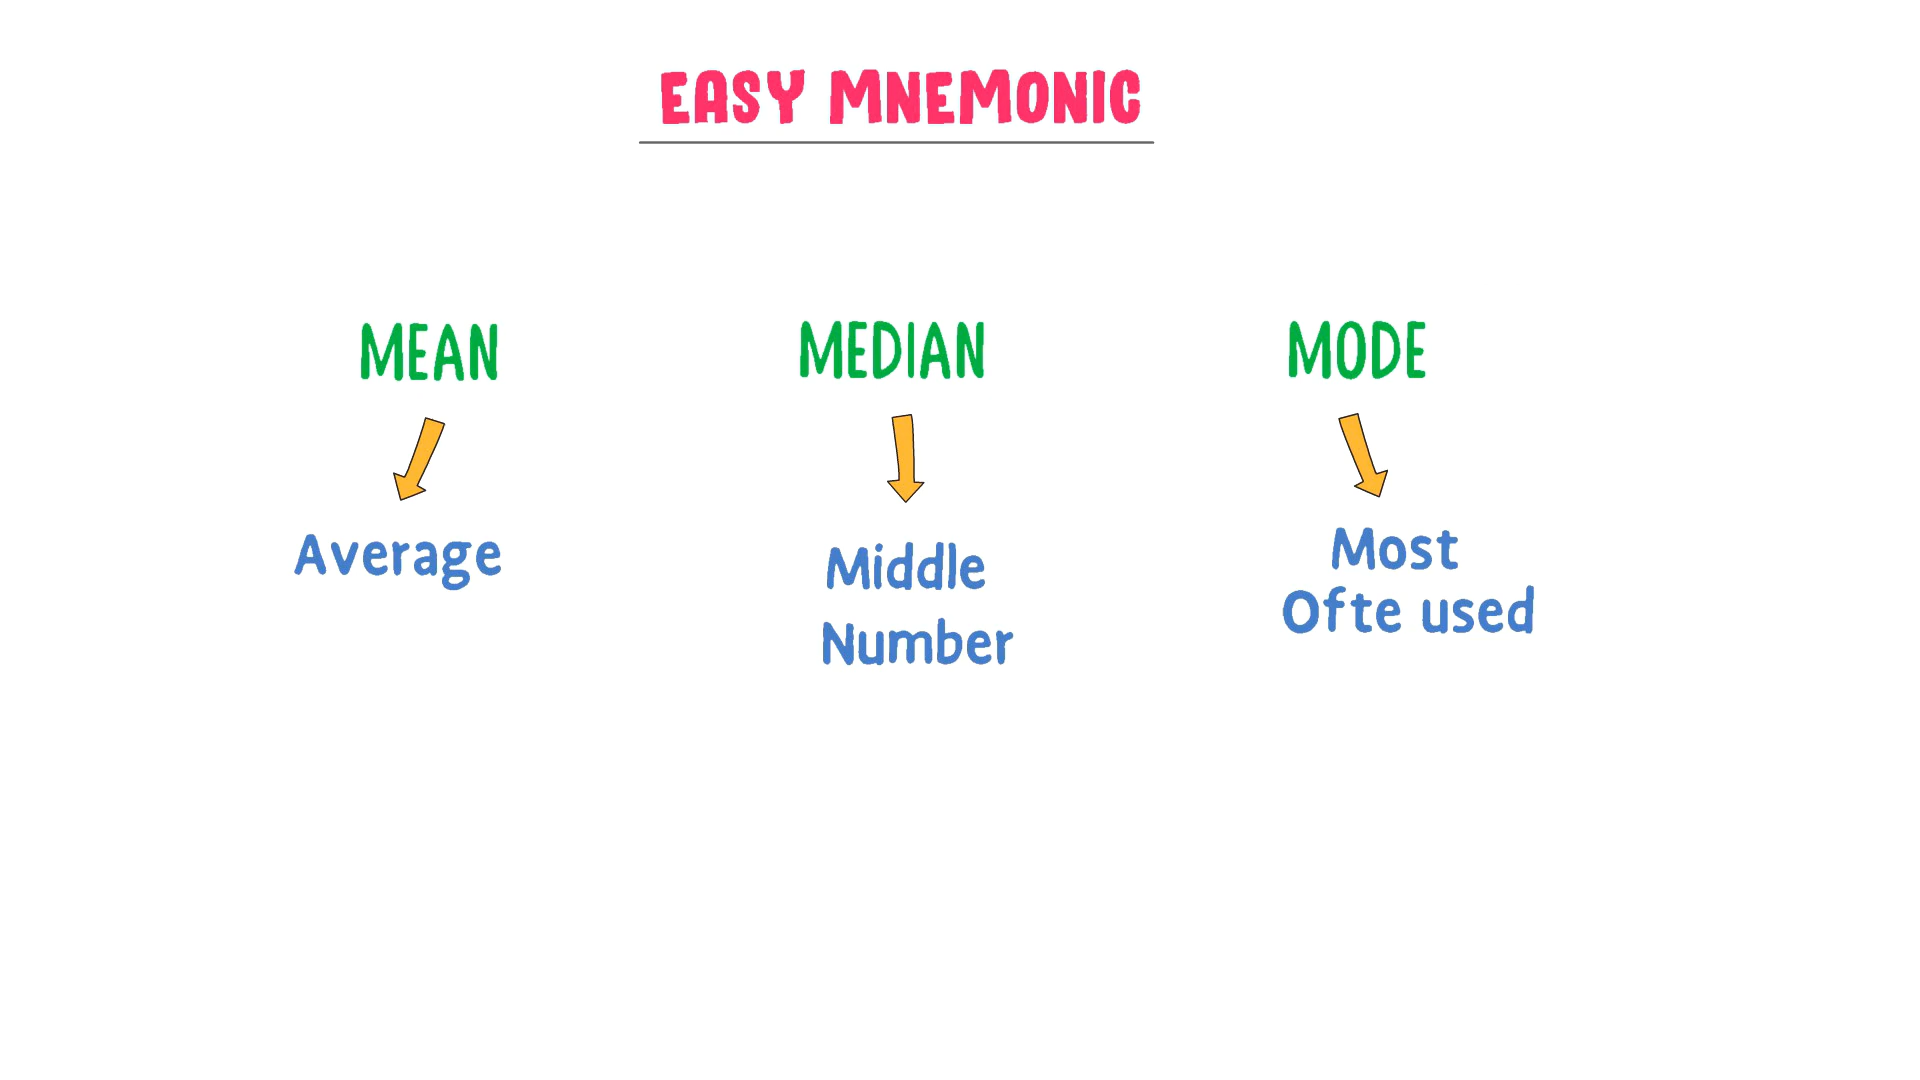 EASY MNEMONIC
MEAN
MEDIAN
MODE
Average
Middle
Number
Most
Ofte used